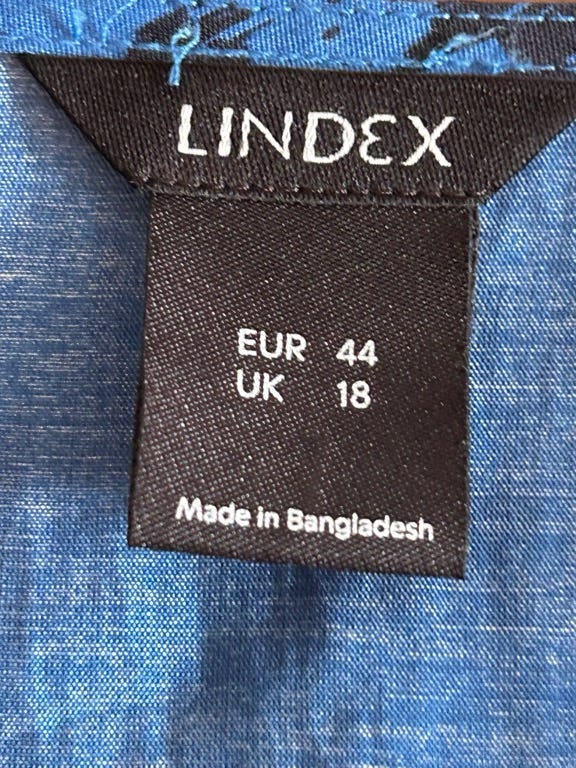 LINDEX
EUR 44
UK 18
Made in Bangladesh